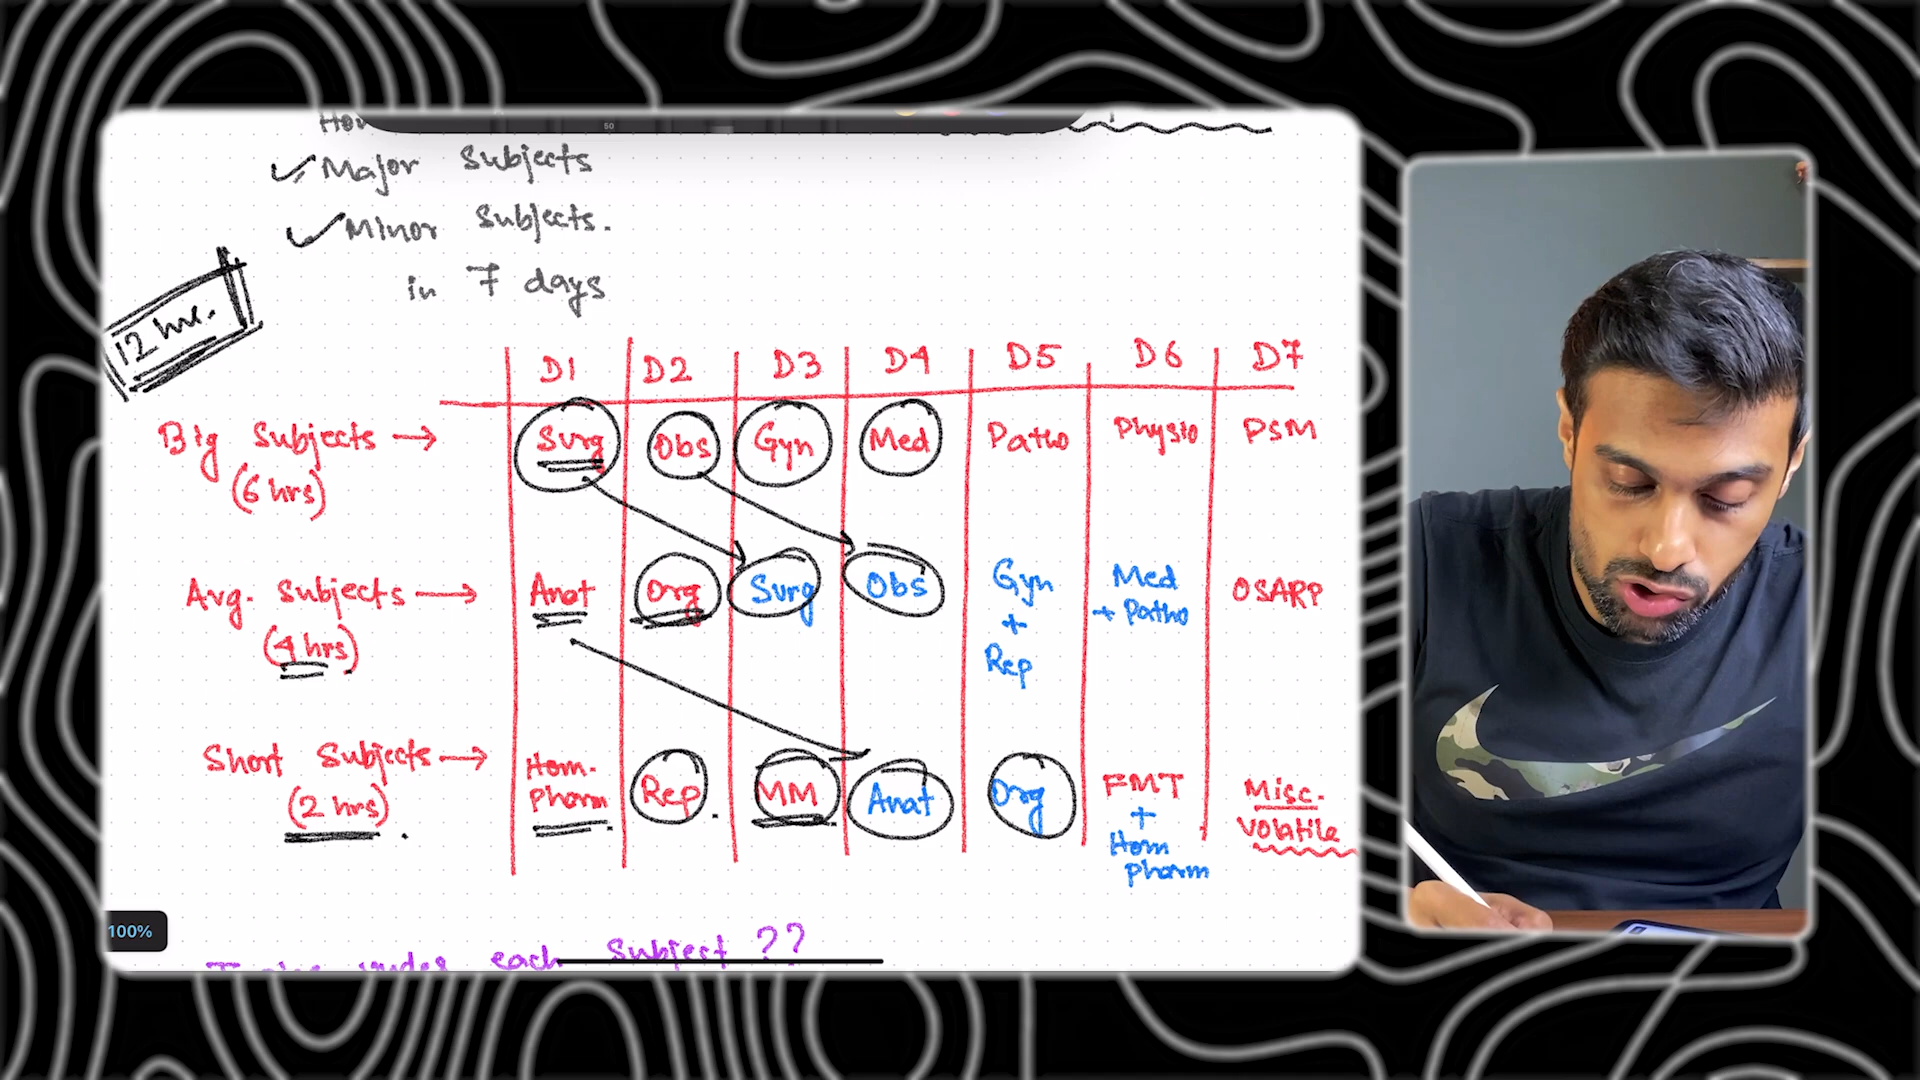 Major Subjects
Minor Subjects.
in 7 days
12 hrs.
D1 D2 D3 D4 D5 D6 D7
Big Subjects → Surg Obs Gyn Med Patho Physio PSM
(6 hrs)
Avg. Subjects → Anat Org Surg Obs Gyn + Rep Med + Patho OSARP
(4 hrs)
Short Subjects → Hom. Pharm Rep MM Anat Org FMT + Hom Pharm Misc. Volatile
(2 hrs)
100%
under each Subject ??
50